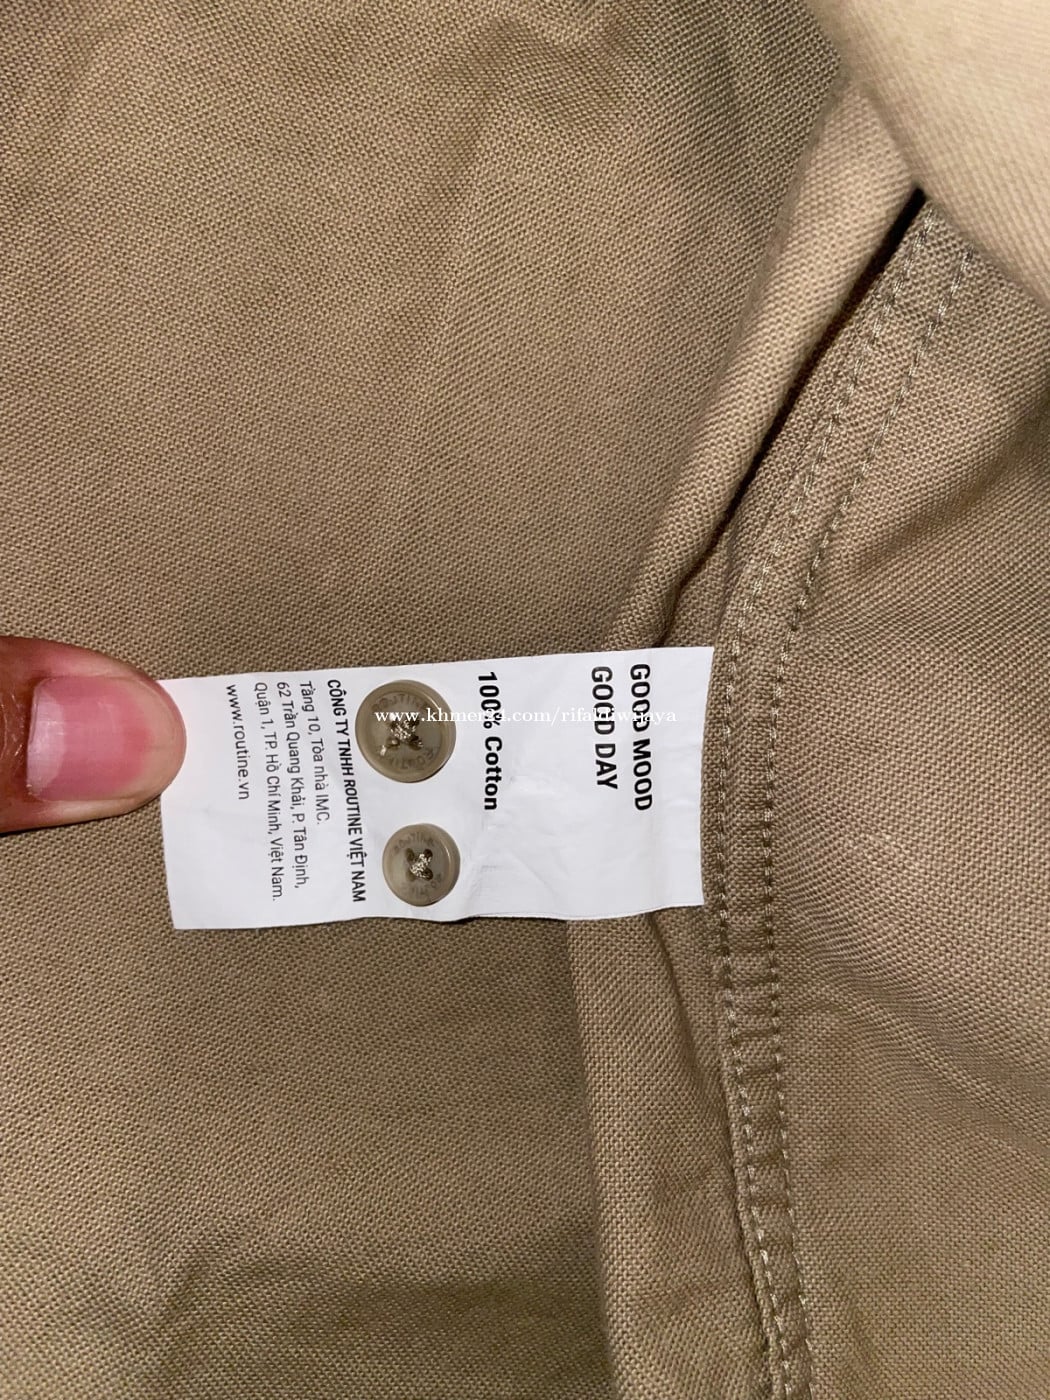 GOOD MOOD
GOOD DAY
100% Cotton
ROUTINE
ROUTINE
CÔNG TY TNHH ROUTINE VIỆT NAM
Tầng 10, Tòa nhà IMC.
62 Trần Quang Khải, P. Tân Định,
Quận 1, TP. Hồ Chí Minh, Việt Nam.
www.routine.vn
www.khmer24.com/rifaldiwijaya